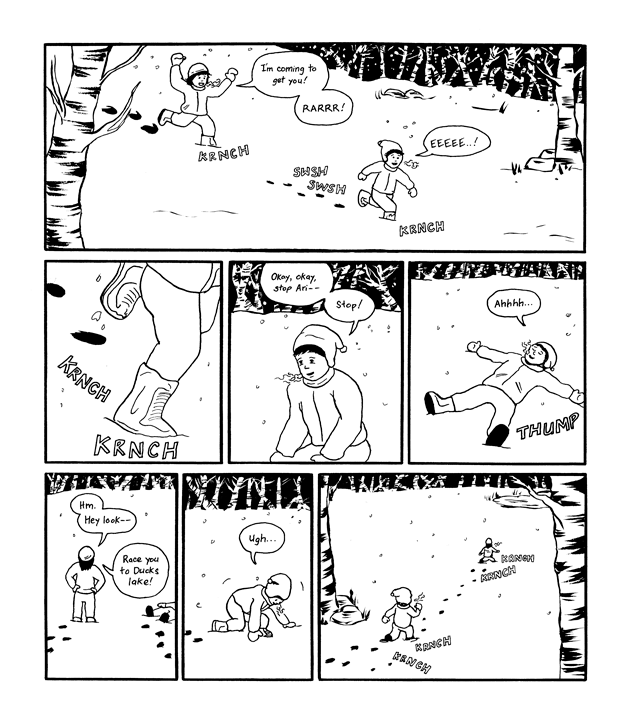 I'm coming to
get you!
RARRR!
EEEEE..!
KRNCH
SWSH
SWSH
KRNCH
KRNCH
KRNCH
Okay, okay,
stop Ari--
Stop!
Ahhhh...
THUMP
Hm.
Hey look--
Race you
to Ducks
lake!
Ugh...
KRNCH
KRNCH
KRNCH
KRNCH